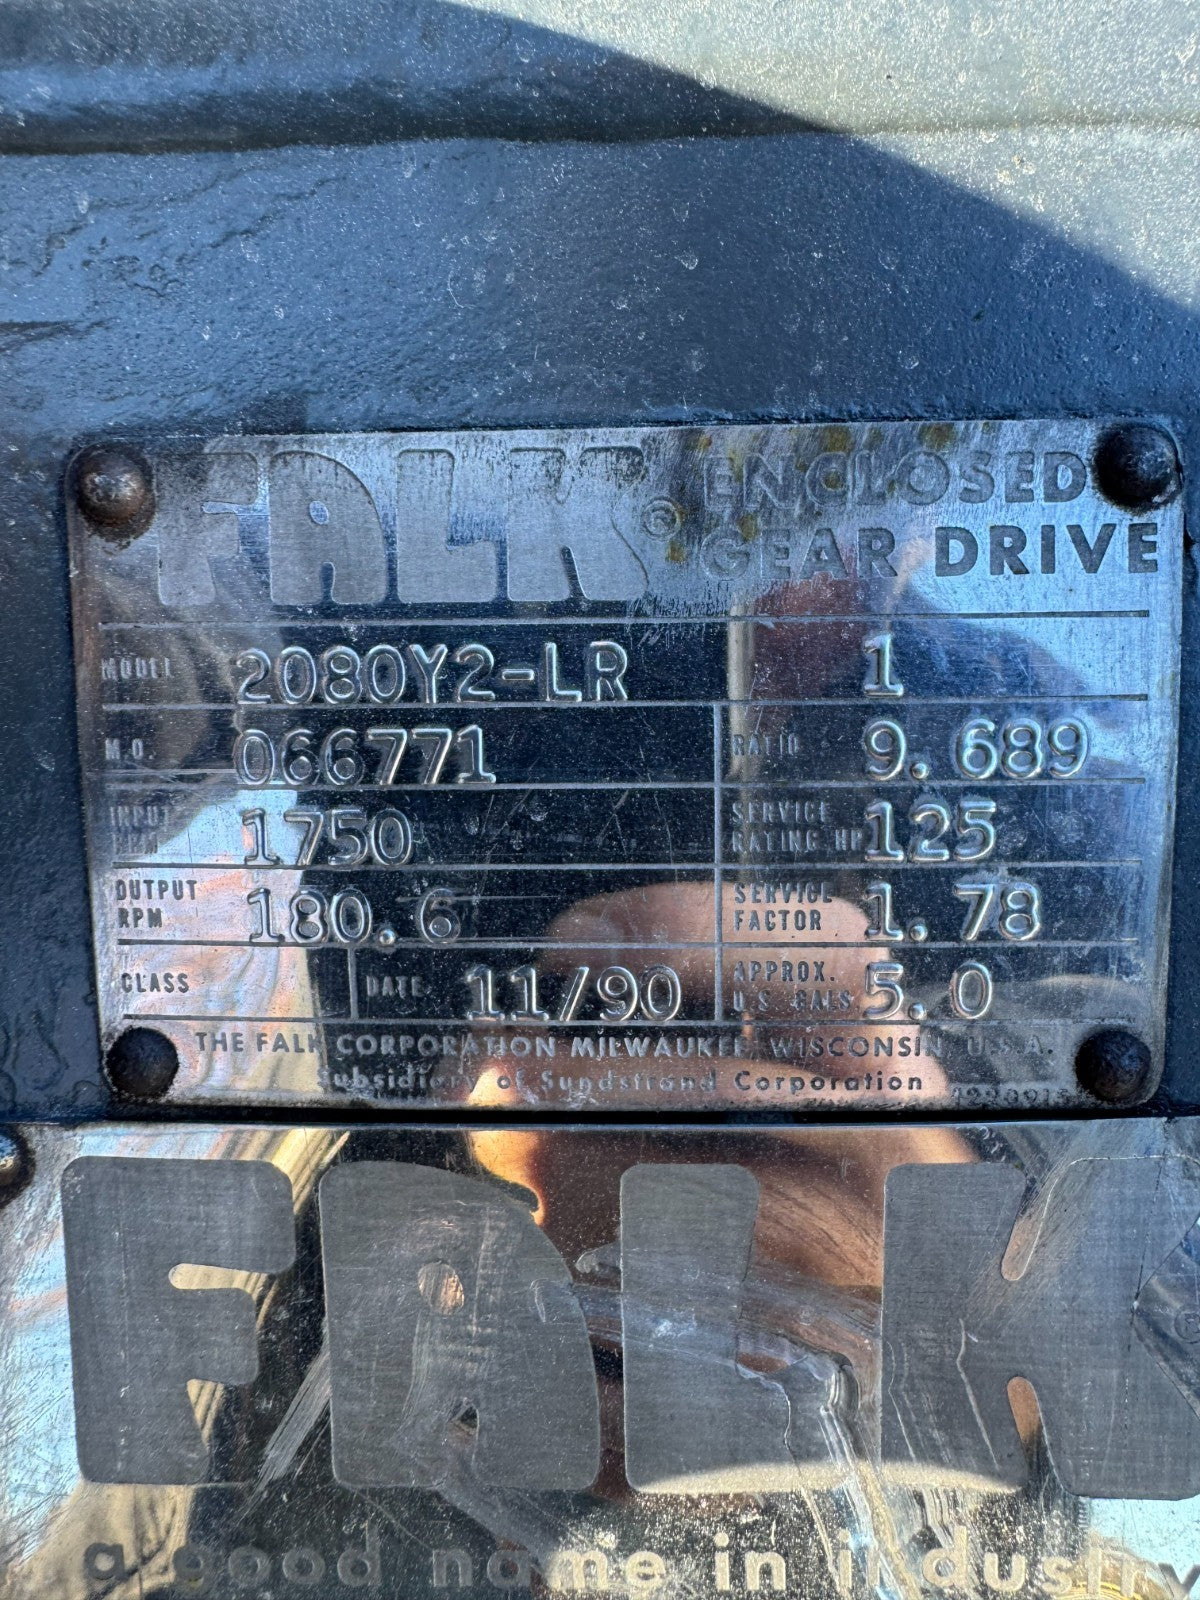 FALK® ENCLOSED
GEAR DRIVE
MODEL 2080Y2-LR 1
M.O. 066771 RATIO 9.689
INPUT RPM 1750 SERVICE RATING HP 125
OUTPUT RPM 180.6 SERVICE FACTOR 1.78
CLASS DATE 11/90 APPROX. U.S. GALS 5.0
THE FALK CORPORATION MILWAUKEE, WISCONSIN, U.S.A.
Subsidiary of Sundstrand Corporation
FALK
a good name in industry